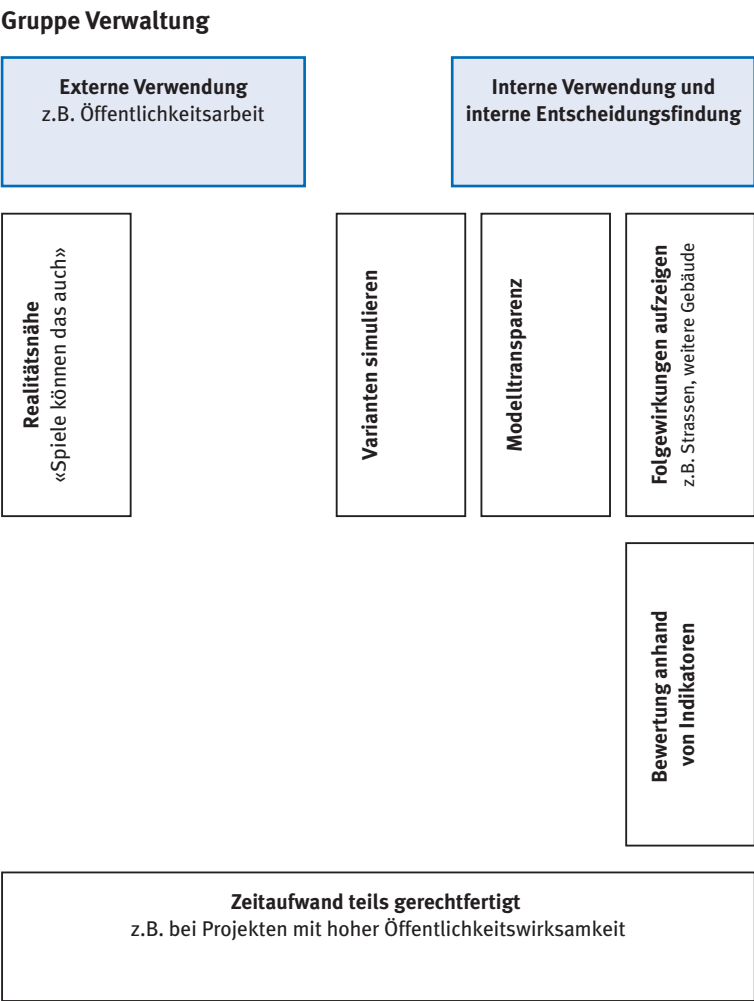 Gruppe Verwaltung
Externe Verwendung
z.B. Öffentlichkeitsarbeit
Interne Verwendung und
interne Entscheidungsfindung
Realitätsnähe
«Spiele können das auch»
Varianten simulieren
Modelltransparenz
Folgewirkungen aufzeigen
z.B. Strassen, weitere Gebäude
Bewertung anhand
von Indikatoren
Zeitaufwand teils gerechtfertigt
z.B. bei Projekten mit hoher Öffentlichkeitswirksamkeit